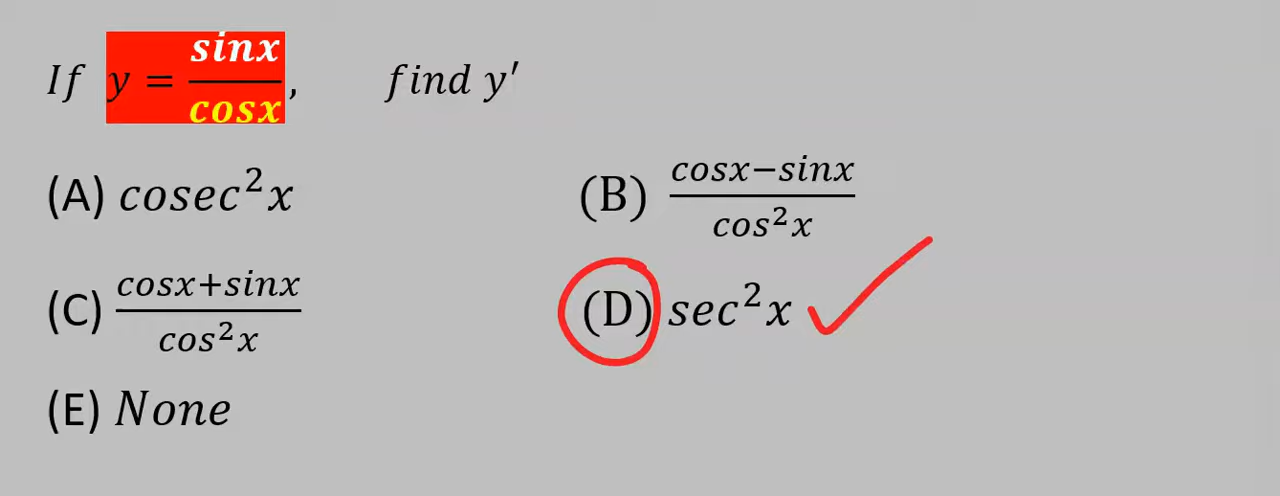 If y = sinx/cosx, find y′
(A) cosec²x (B) cosx−sinx/cos²x
(C) cosx+sinx/cos²x (D) sec²x ✓
(E) None